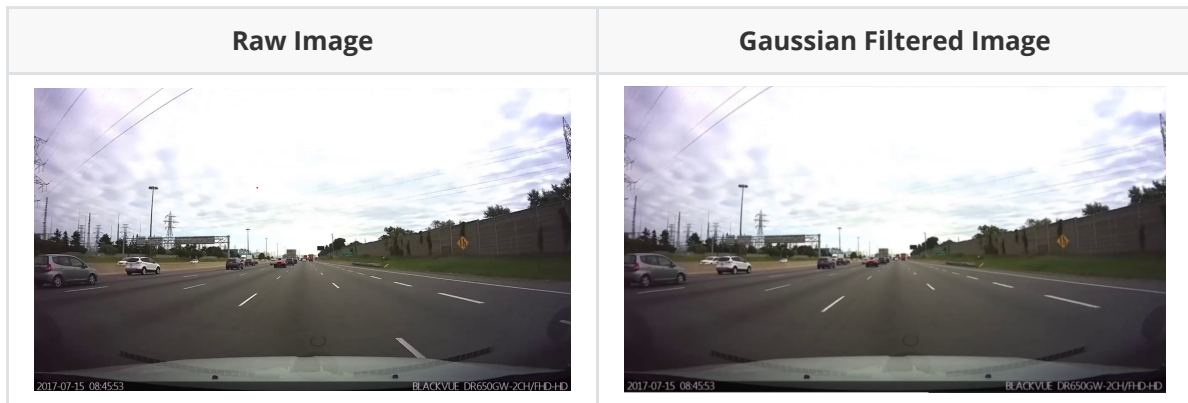 Raw Image
Gaussian Filtered Image
2017-07-15 08:45:53
BLACKVUE DR650GW-2CH/FHD-HD
2017-07-15 08:45:53
BLACKVUE DR650GW-2CH/FHD-HD